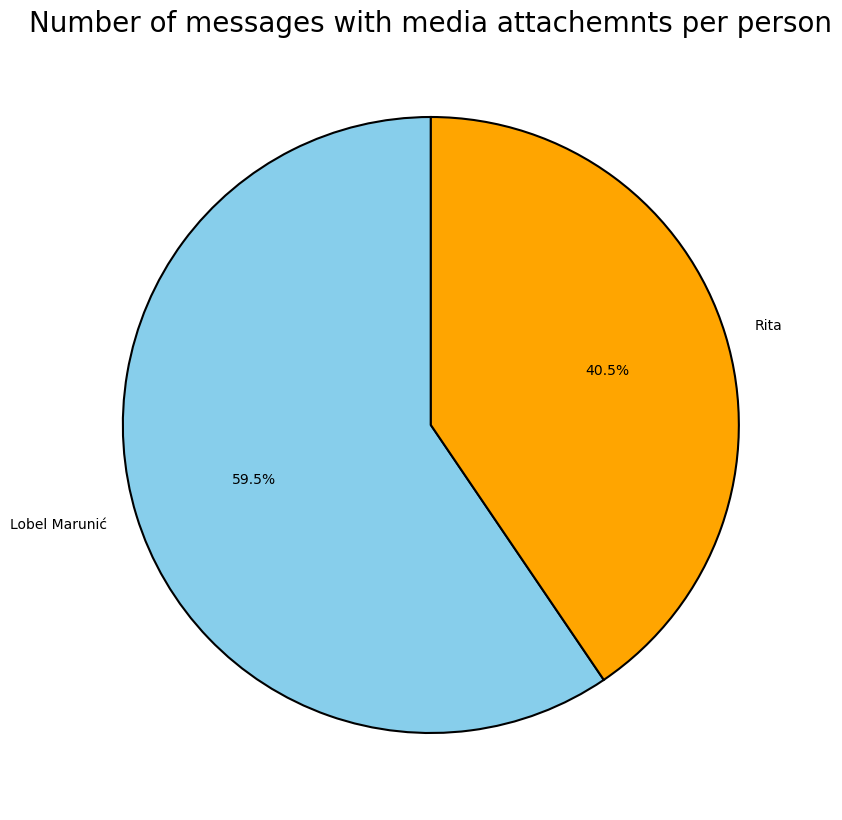 Number of messages with media attachemnts per person
Rita
40.5%
59.5%
Lobel Marunić